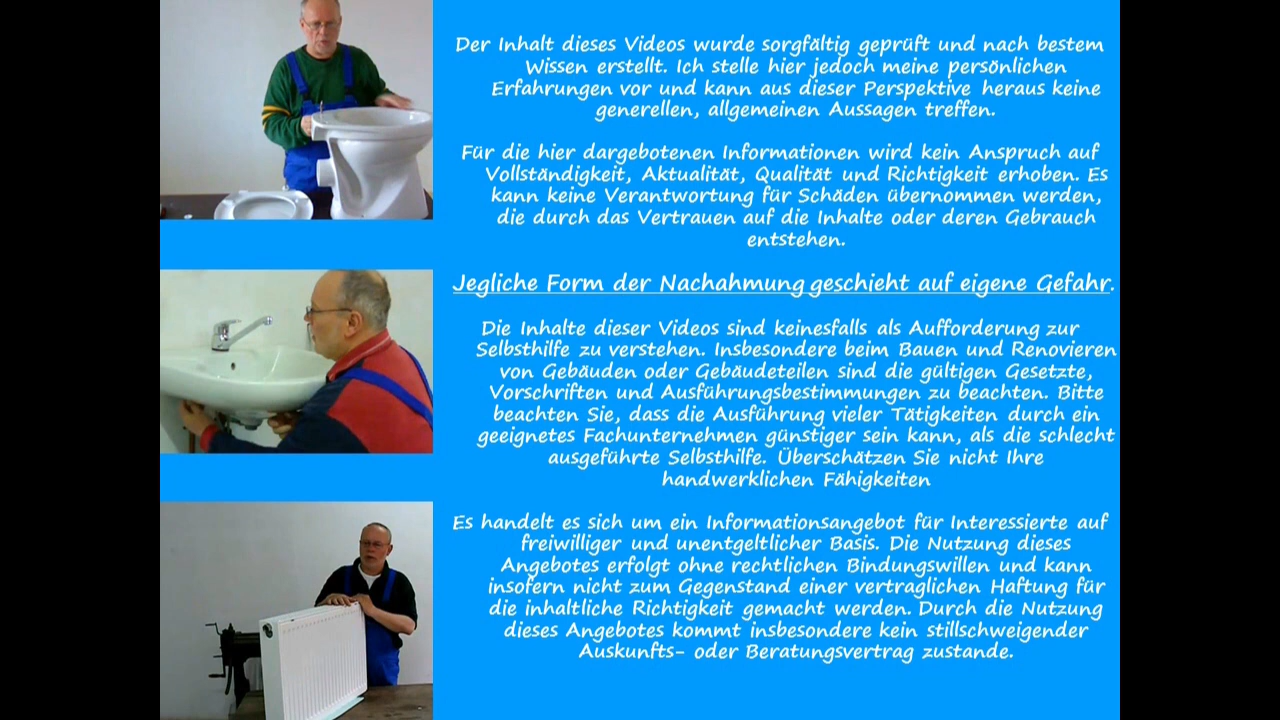 Der Inhalt dieses Videos wurde sorgfältig geprüft und nach bestem
Wissen erstellt. Ich stelle hier jedoch meine persönlichen
Erfahrungen vor und kann aus dieser Perspektive heraus keine
generellen, allgemeinen Aussagen treffen.
Für die hier dargebotenen Informationen wird kein Anspruch auf
Vollständigkeit, Aktualität, Qualität und Richtigkeit erhoben. Es
kann keine Verantwortung für Schäden übernommen werden,
die durch das Vertrauen auf die Inhalte oder deren Gebrauch
entstehen.
Jegliche Form der Nachahmung geschieht auf eigene Gefahr.
Die Inhalte dieser Videos sind keinesfalls als Aufforderung zur
Selbsthilfe zu verstehen. Insbesondere beim Bauen und Renovieren
von Gebäuden oder Gebäudeteilen sind die gültigen Gesetzte,
Vorschriften und Ausführungsbestimmungen zu beachten. Bitte
beachten Sie, dass die Ausführung vieler Tätigkeiten durch ein
geeignetes Fachunternehmen günstiger sein kann, als die schlecht
ausgeführte Selbsthilfe. Überschätzen Sie nicht Ihre
handwerklichen Fähigkeiten
Es handelt es sich um ein Informationsangebot für Interessierte auf
freiwilliger und unentgeltlicher Basis. Die Nutzung dieses
Angebotes erfolgt ohne rechtlichen Bindungswillen und kann
insofern nicht zum Gegenstand einer vertraglichen Haftung für
die inhaltliche Richtigkeit gemacht werden. Durch die Nutzung
dieses Angebotes kommt insbesondere kein stillschweigender
Auskunfts- oder Beratungsvertrag zustande.